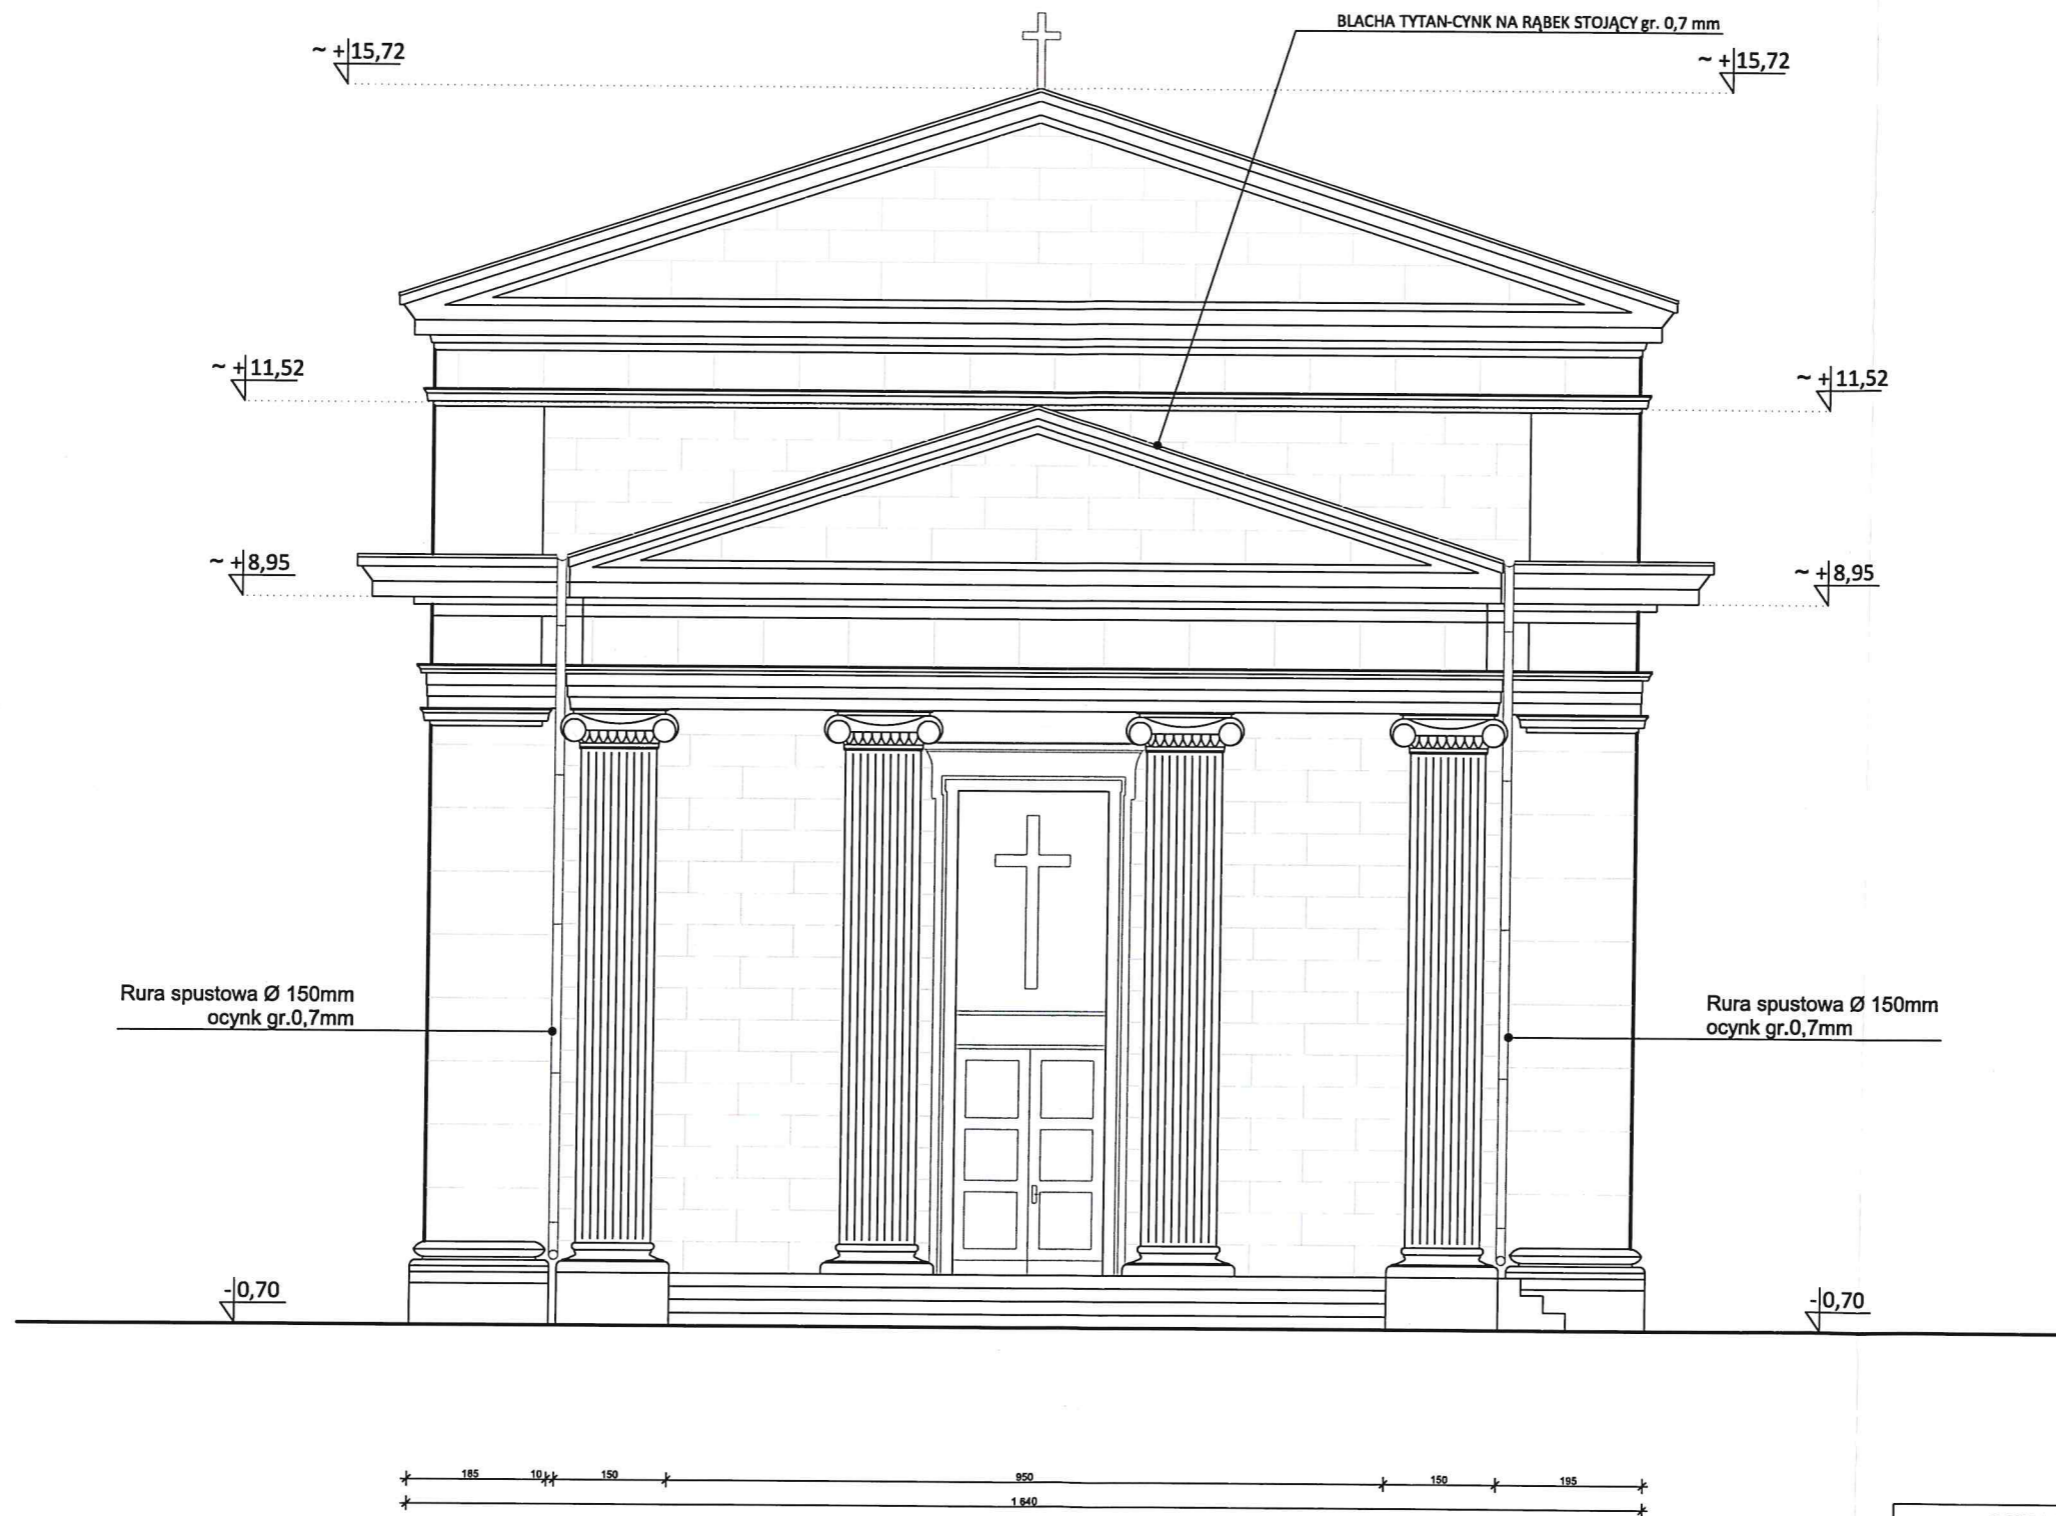 BLACHA TYTAN-CYNK NA RĄBEK STOJĄCY gr. 0,7 mm
~ +15,72
~ +15,72
~ +11,52
~ +11,52
~ +8,95
~ +8,95
Rura spustowa Ø 150mm
ocynk gr.0,7mm
Rura spustowa Ø 150mm
ocynk gr.0,7mm
-0,70
-0,70
185 10 150 950 150 195
1 640